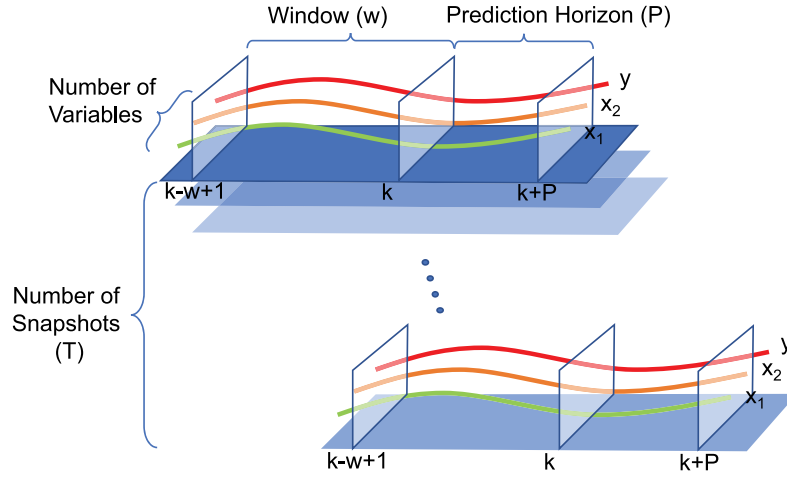 Window (w)
Prediction Horizon (P)
Number of
Variables
y
x2
x1
k-w+1
k
k+P
Number of
Snapshots
(T)
y
x2
x1
k-w+1
k
k+P